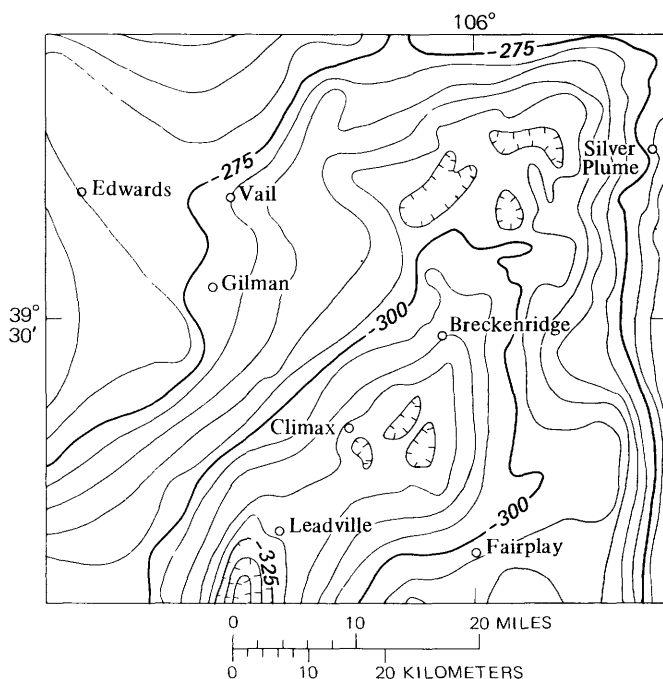 106°
-275
Silver
Plume
-275
Edwards
Vail
Gilman
39°
30′
-300
Breckenridge
Climax
-300
Leadville
Fairplay
-325
0 10 20 MILES
0 10 20 KILOMETERS